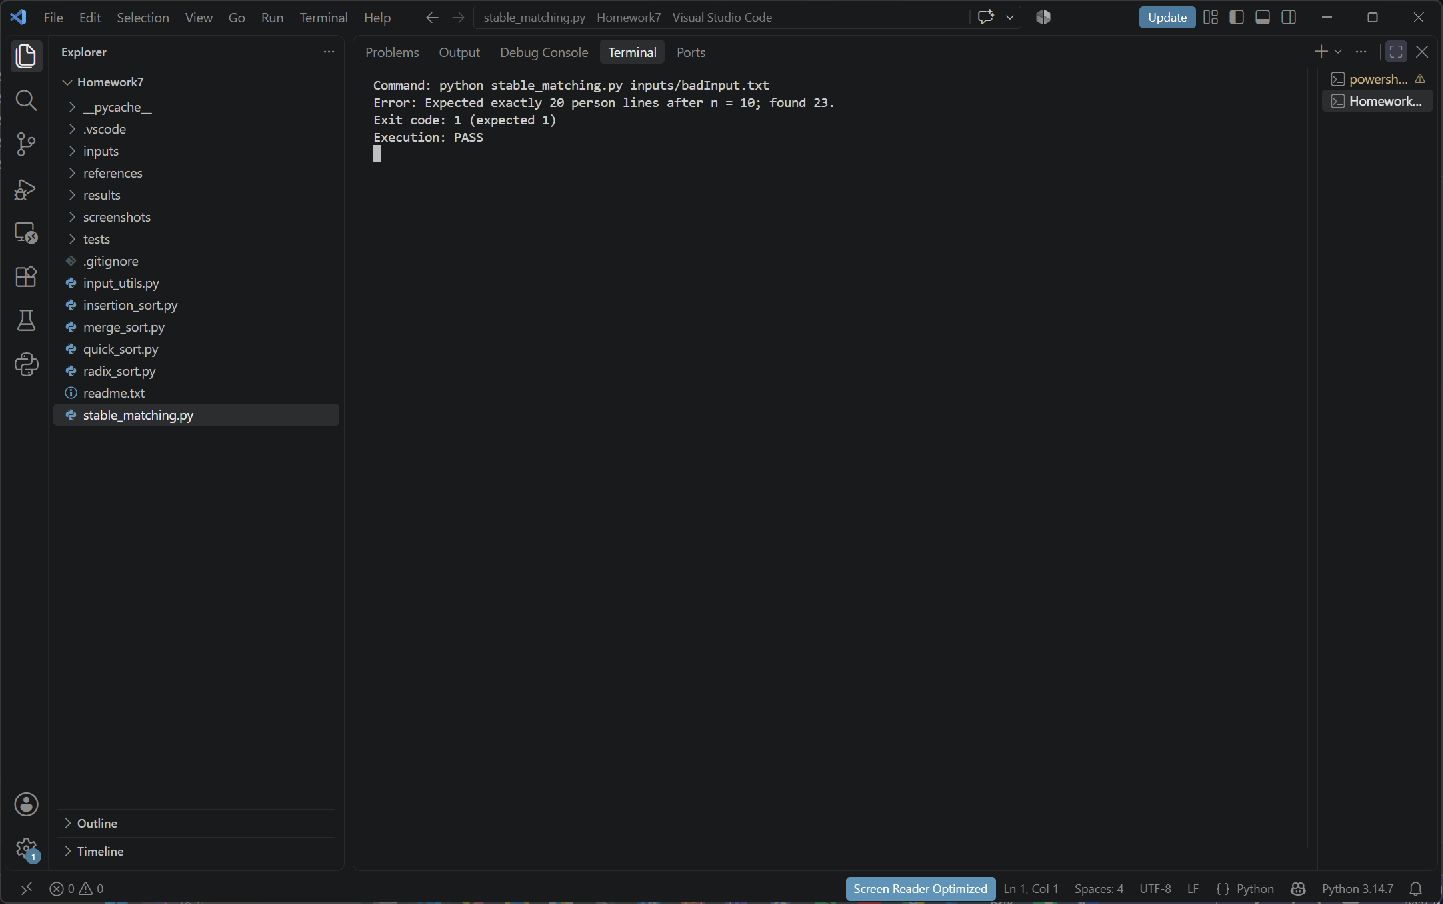 File Edit Selection View Go Run Terminal Help
stable_matching.py Homework7 Visual Studio Code
Update
Explorer
Homework7
__pycache__
.vscode
inputs
references
results
screenshots
tests
.gitignore
input_utils.py
insertion_sort.py
merge_sort.py
quick_sort.py
radix_sort.py
readme.txt
stable_matching.py
Outline
Timeline
Problems Output Debug Console Terminal Ports
Command: python stable_matching.py inputs/badInput.txt
Error: Expected exactly 20 person lines after n = 10; found 23.
Exit code: 1 (expected 1)
Execution: PASS
powersh...
Homework...
1
0 0
Screen Reader Optimized Ln 1, Col 1 Spaces: 4 UTF-8 LF { } Python Python 3.14.7